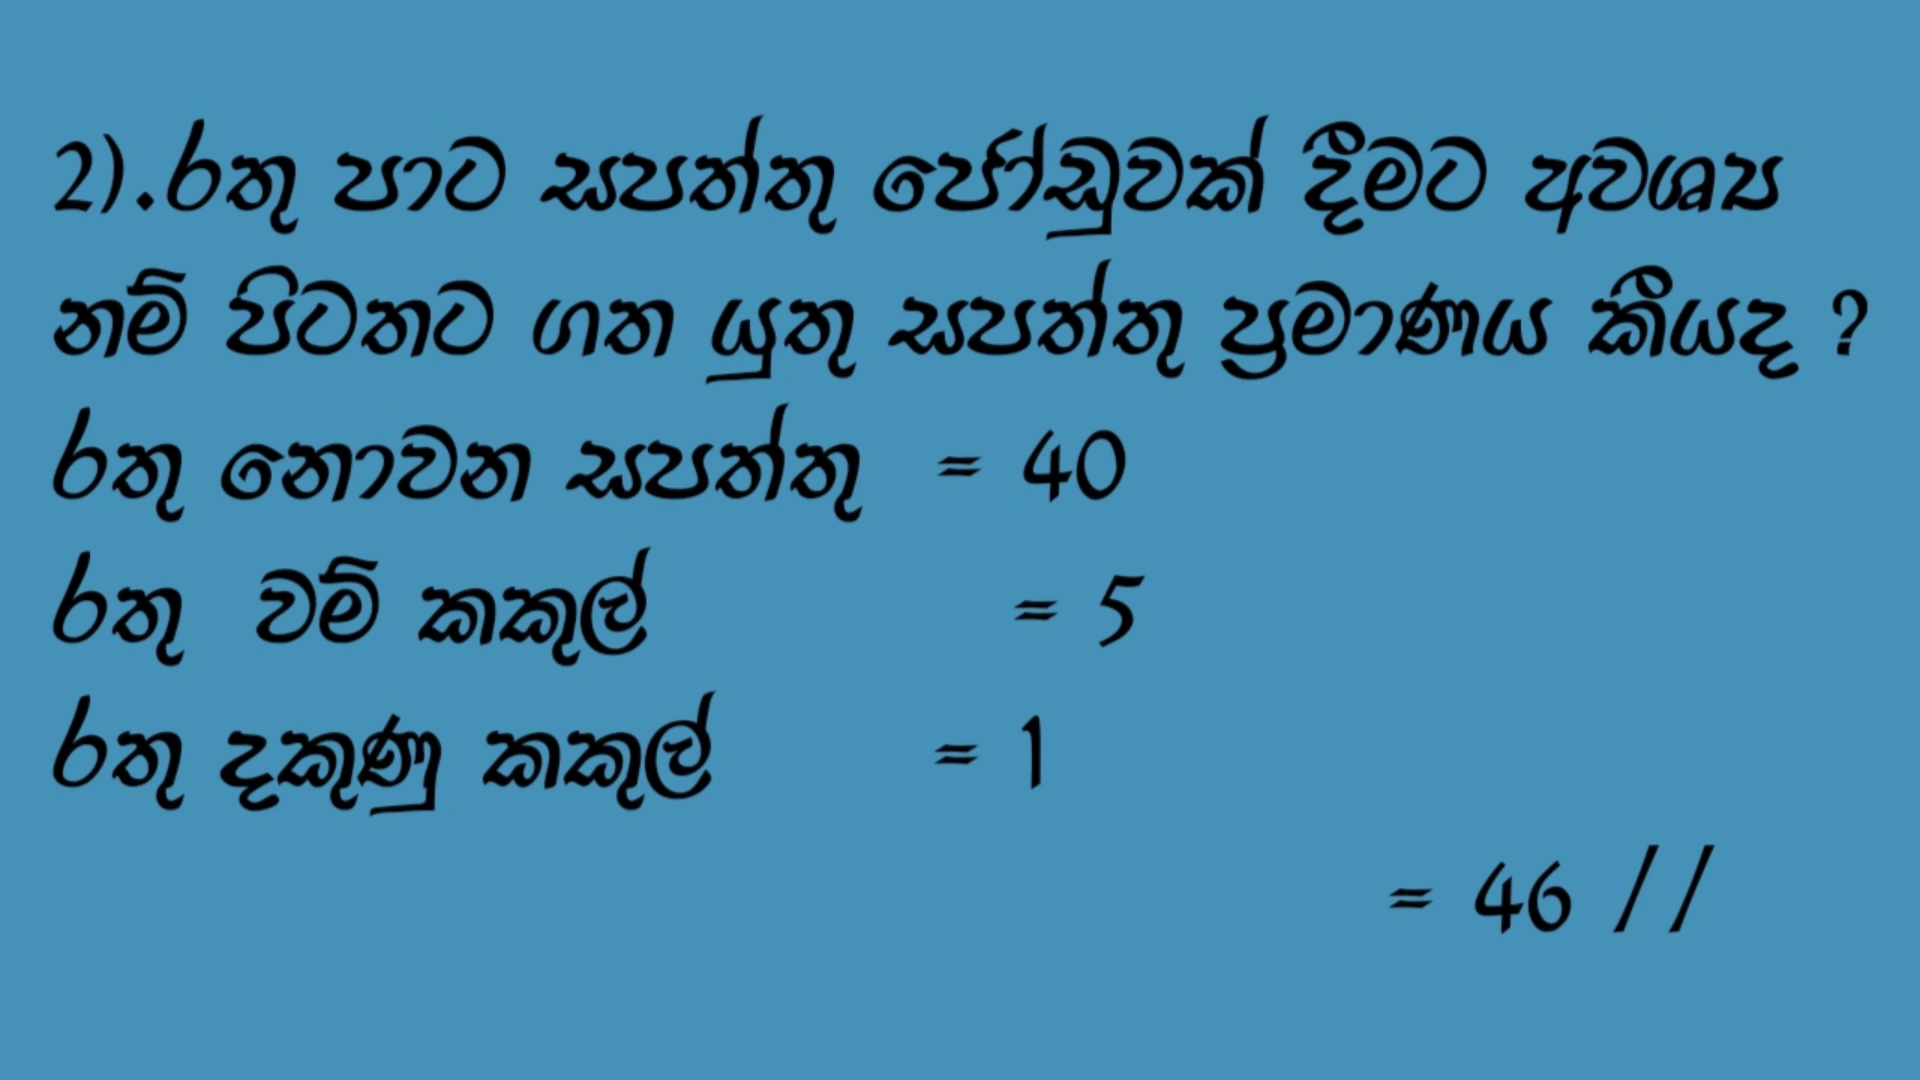 2).රතු පාට සපත්තු ජෝඩුවක් දීමට අවශ්‍ය
නම් පිටතට ගත යුතු සපත්තු ප්‍රමාණය කීයද ?
රතු නොවන සපත්තු = 40
රතු වම් කකුල් = 5
රතු දකුණු කකුල් = 1
= 46 //